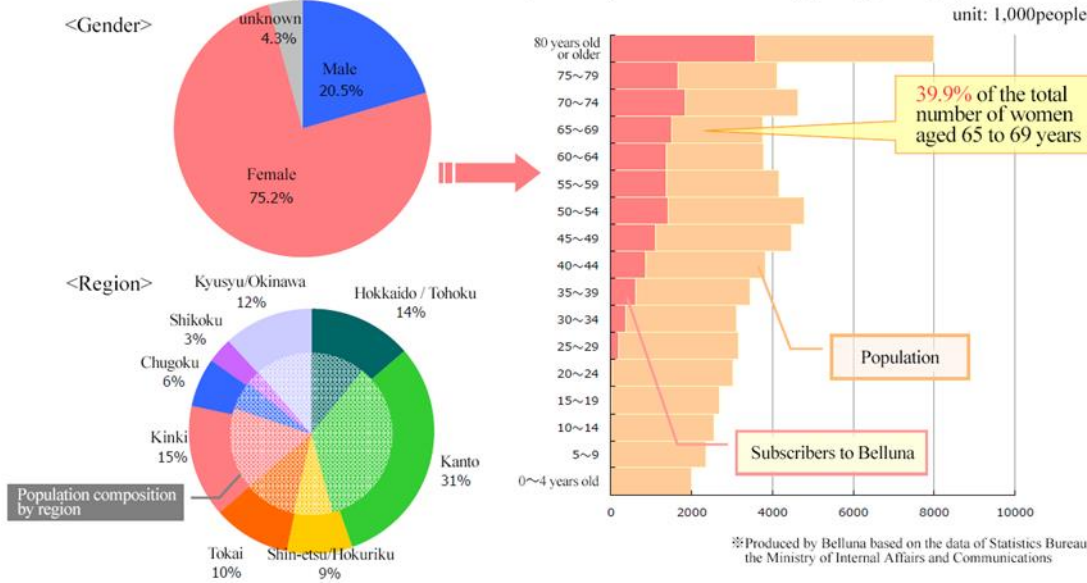 <Gender>
unknown
4.3%
Male
20.5%
Female
75.2%
<Region>
Kyusyu/Okinawa
12%
Hokkaido / Tohoku
14%
Shikoku
3%
Chugoku
6%
Kinki
15%
Kanto
31%
Population composition
by region
Tokai
10%
Shin-etsu/Hokuriku
9%
unit: 1,000people
80 years old
or older
75～79
70～74
65～69
60～64
55～59
50～54
45～49
40～44
35～39
30～34
25～29
20～24
15～19
10～14
5～9
0～4 years old
39.9% of the total
number of women
aged 65 to 69 years
Population
Subscribers to Belluna
0
2000
4000
6000
8000
10000
※Produced by Belluna based on the data of Statistics Bureau
the Ministry of Internal Affairs and Communications